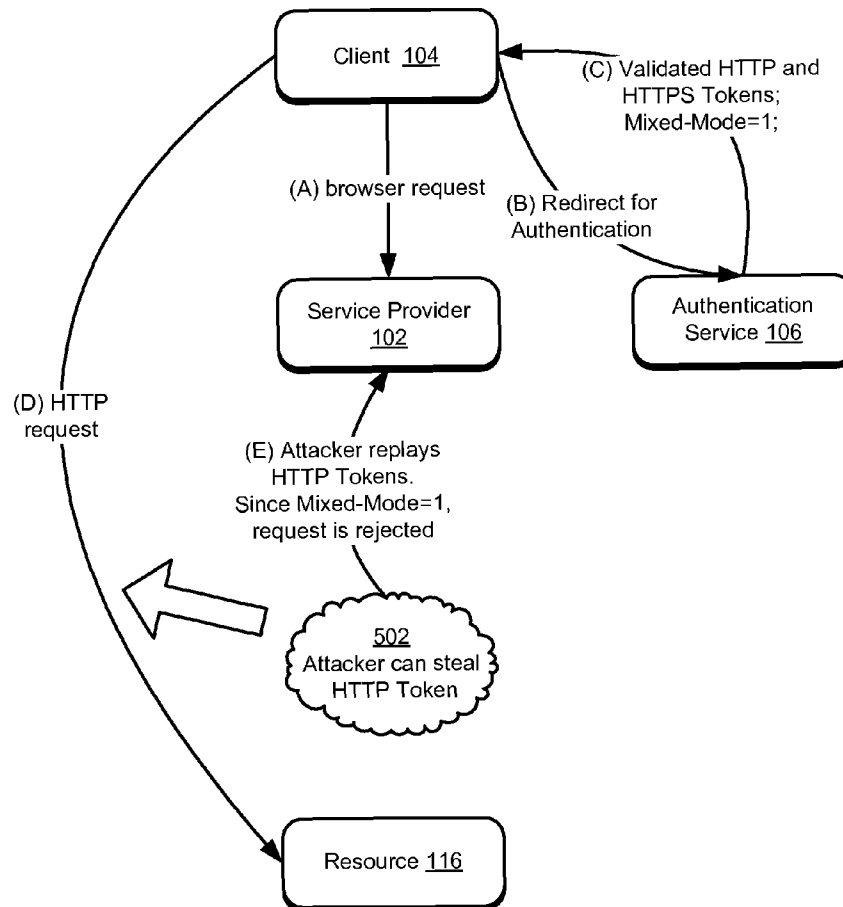 Client 104
(C) Validated HTTP and
HTTPS Tokens;
Mixed-Mode=1;
(A) browser request
(B) Redirect for
Authentication
Service Provider
102
Authentication
Service 106
(D) HTTP
request
(E) Attacker replays
HTTP Tokens.
Since Mixed-Mode=1,
request is rejected
502
Attacker can steal
HTTP Token
Resource 116